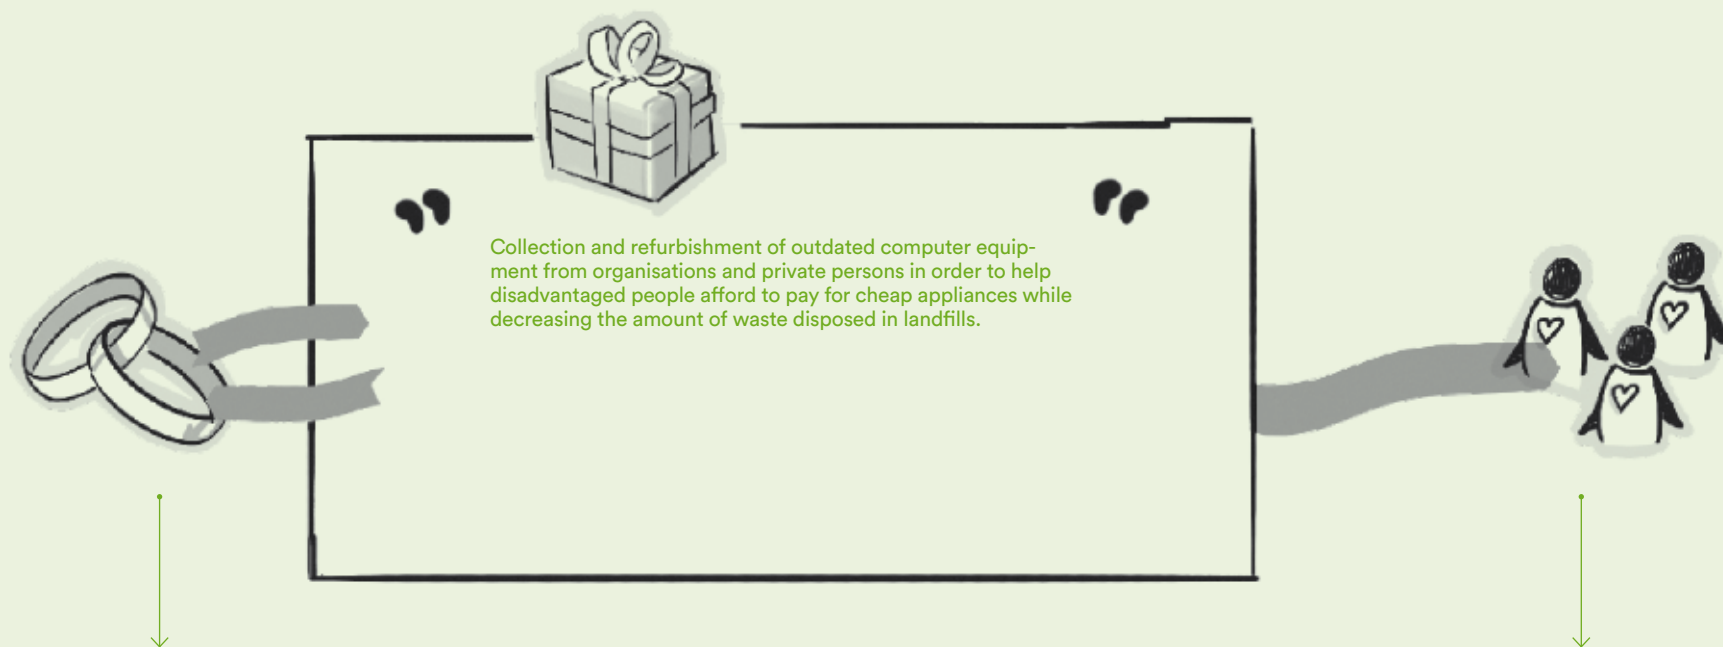 Collection and refurbishment of outdated computer equip-
ment from organisations and private persons in order to help
disadvantaged people afford to pay for cheap appliances while
decreasing the amount of waste disposed in landfills.